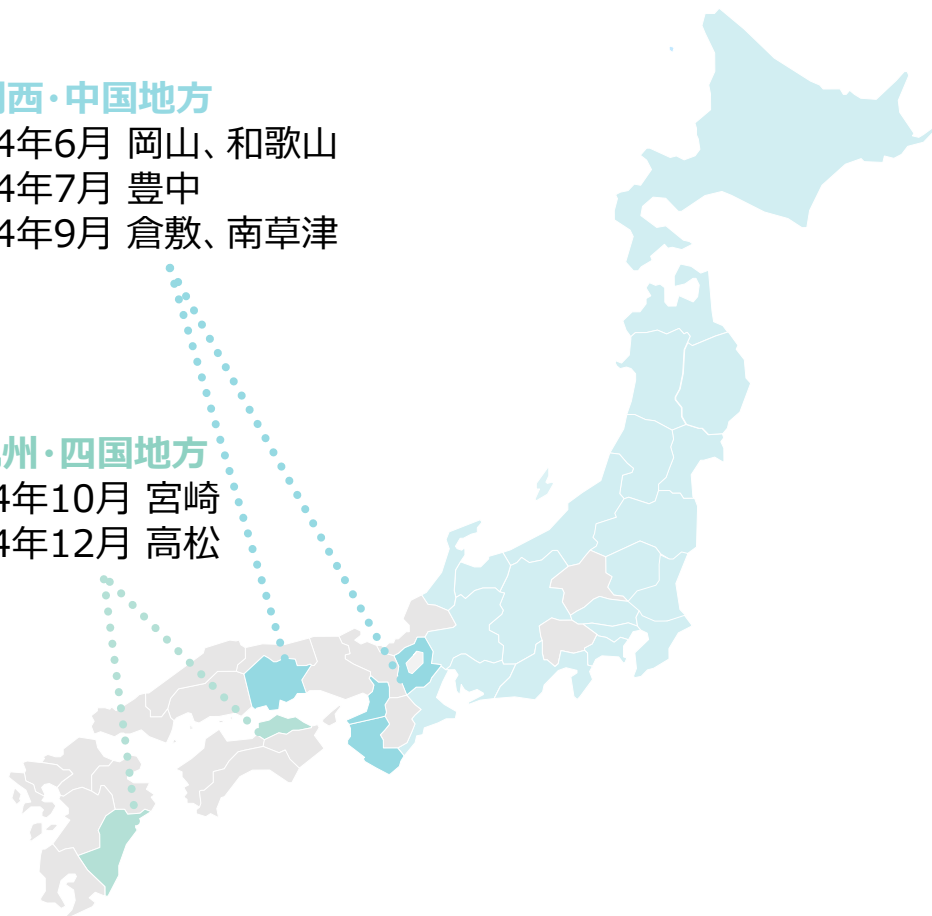 西・中国地方
4年6月 岡山、和歌山
4年7月 豊中
4年9月 倉敷、南草津
州・四国地方
4年10月 宮崎
4年12月 高松